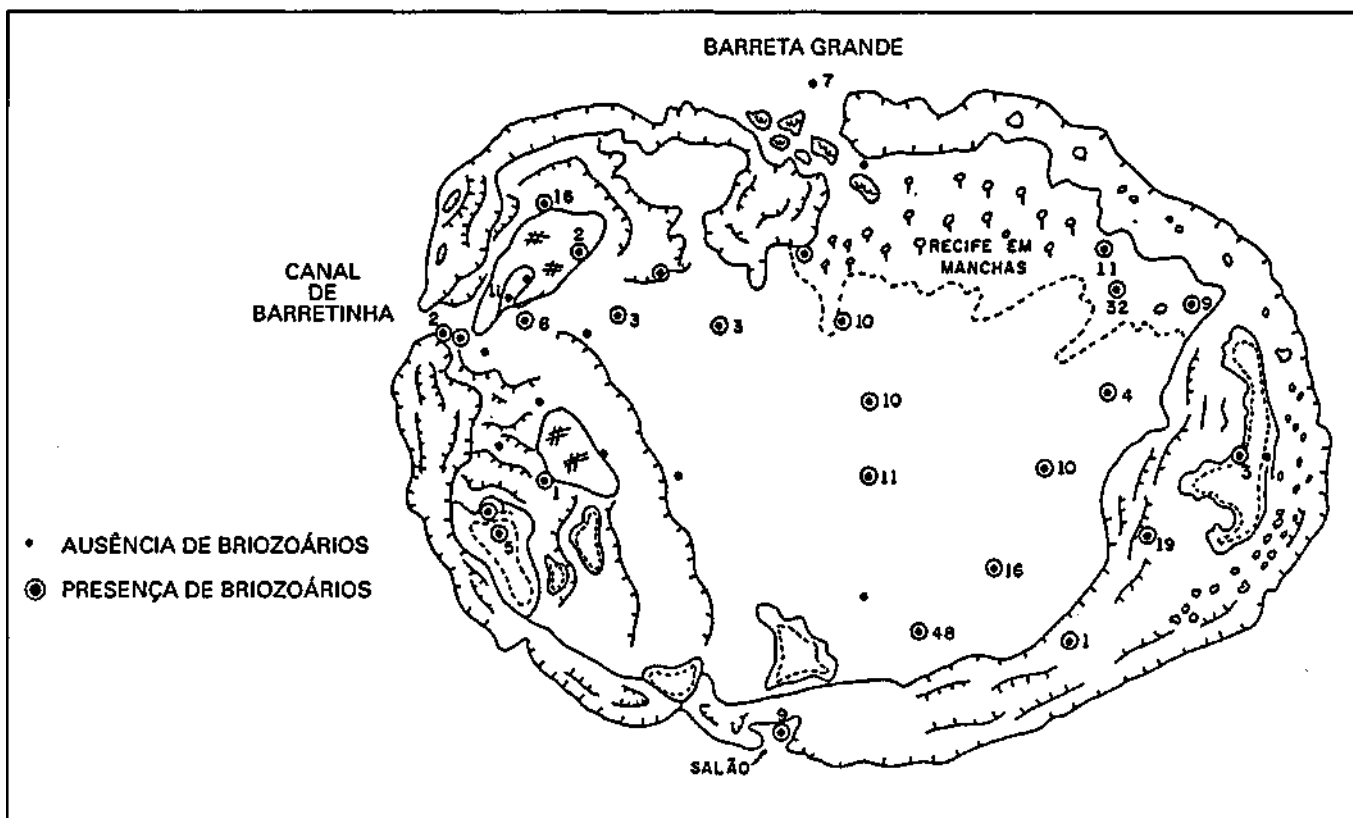 BARRETA GRANDE
7
16
2
CANAL
DE
BARRETINHA
RECIFE EM
MANCHAS
11
32
9
2
6
3
3
10
10
4
11
10
1
5
5
19
16
48
1
9
SALÃO
• AUSÊNCIA DE BRIOZOÁRIOS
PRESENÇA DE BRIOZOÁRIOS